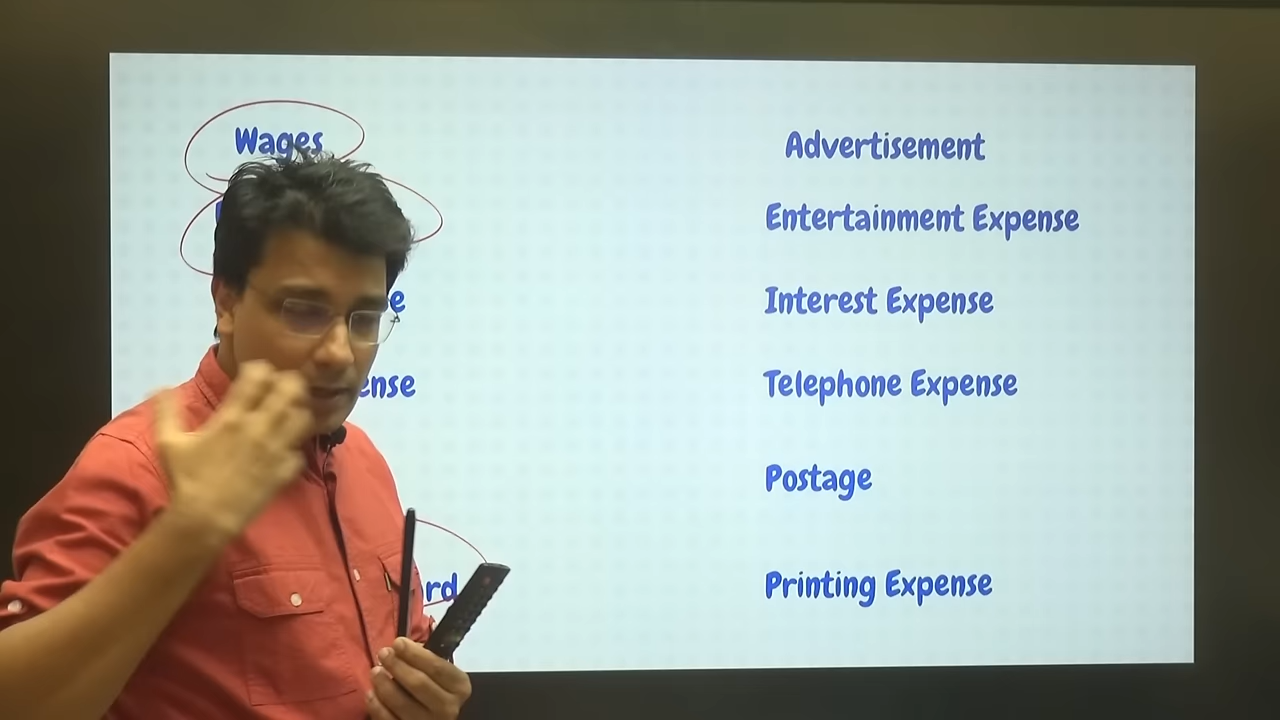 Wages
Advertisement
Entertainment Expense
Interest Expense
Telephone Expense
Postage
Printing Expense